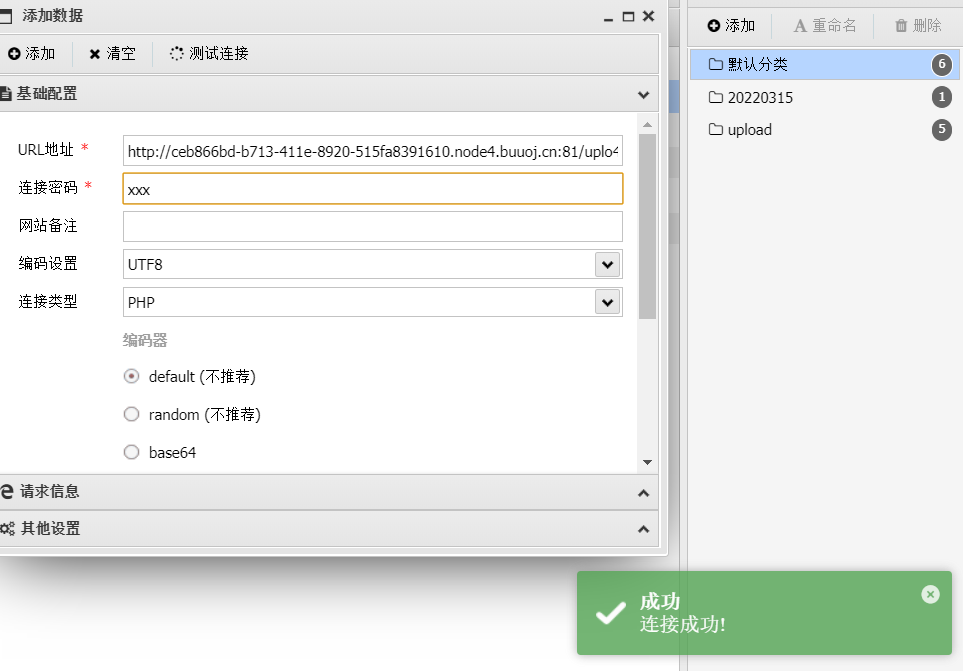 添加数据
添加 清空 测试连接
基础配置
URL地址 * http://ceb866bd-b713-411e-8920-515fa8391610.node4.buuoj.cn:81/uplo4
连接密码 * xxx
网站备注
编码设置 UTF8
连接类型 PHP
编码器
default (不推荐)
random (不推荐)
base64
请求信息
其他设置
添加 重命名 删除
默认分类 6
20220315 1
upload 5
成功
连接成功!